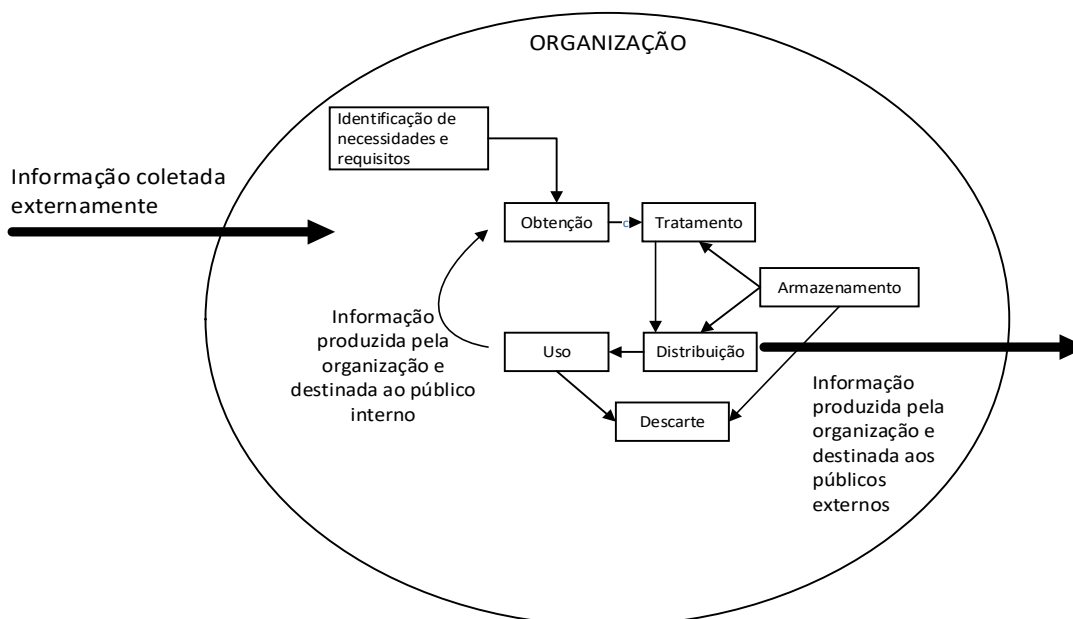 ORGANIZAÇÃO
Identificação de
necessidades e
requisitos
Informação coletada
externamente
Obtenção
c
Tratamento
Armazenamento
Informação
produzida pela
organização e
destinada ao público
interno
Uso
Distribuição
Descarte
Informação
produzida pela
organização e
destinada aos
públicos
externos